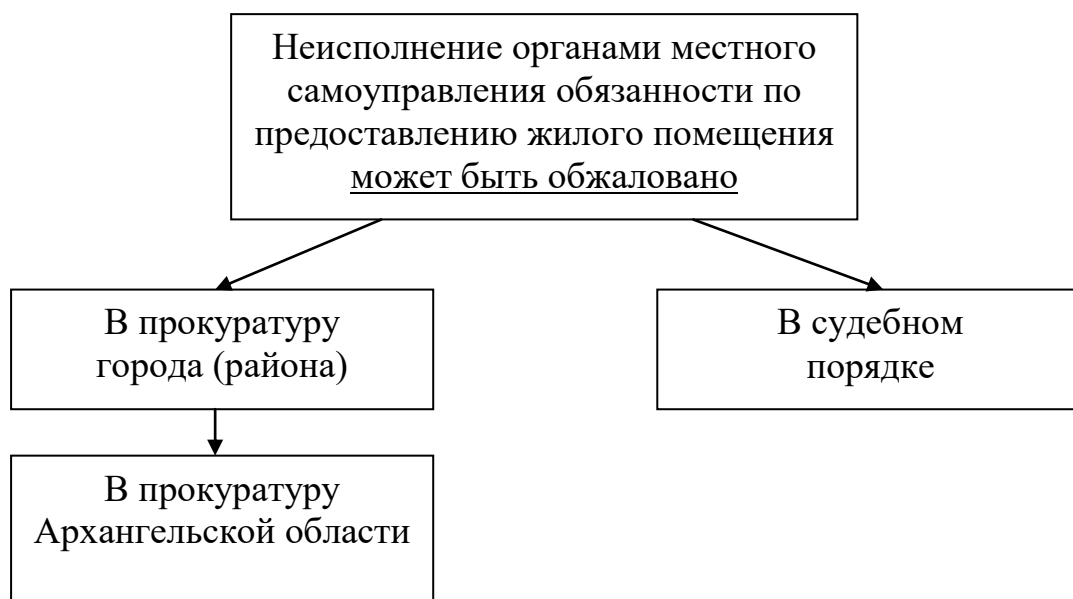 Неисполнение органами местного
самоуправления обязанности по
предоставлению жилого помещения
может быть обжаловано
В прокуратуру
города (района)
В судебном
порядке
В прокуратуру
Архангельской области